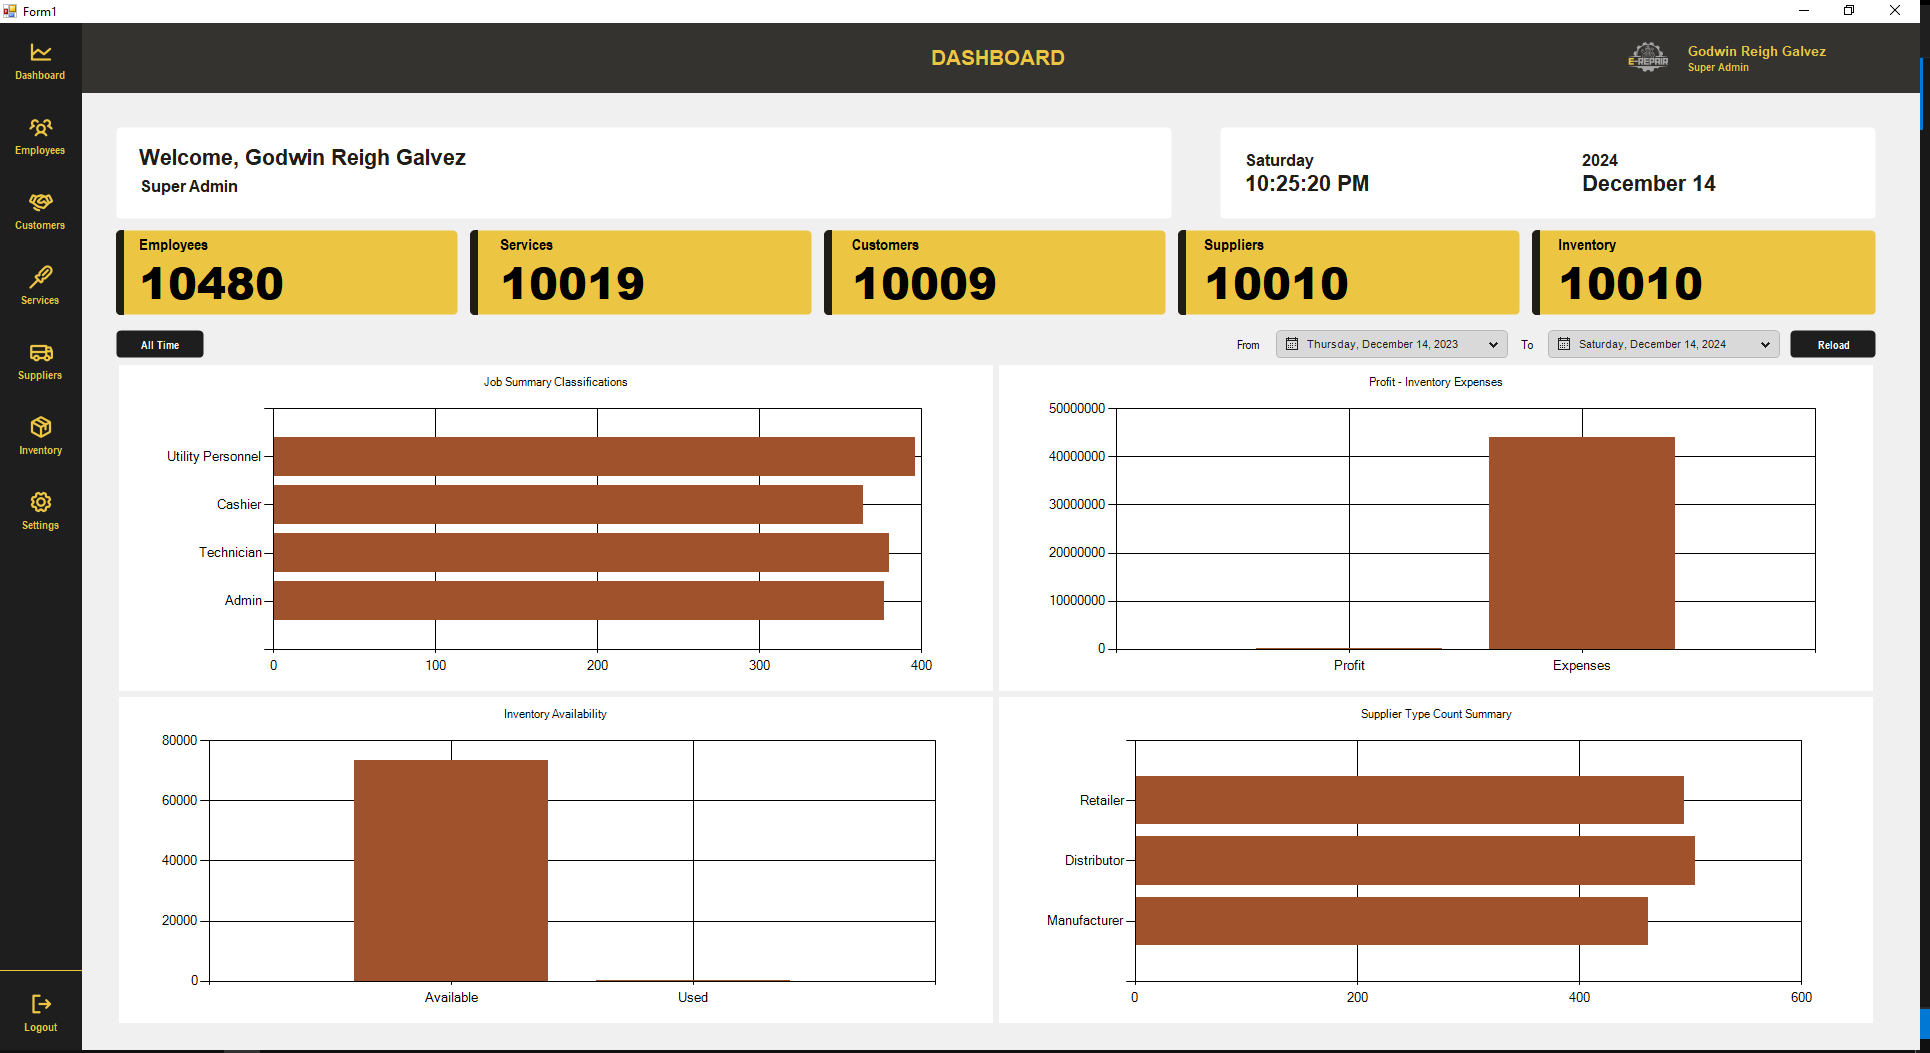 Form1
Dashboard
Employees
Customers
Services
Suppliers
Inventory
Settings
Logout
DASHBOARD
E-REPAIR
Godwin Reigh Galvez
Super Admin
Welcome, Godwin Reigh Galvez
Super Admin
Saturday
10:25:20 PM
2024
December 14
Employees
10480
Services
10019
Customers
10009
Suppliers
10010
Inventory
10010
All Time
From
Thursday, December 14, 2023
To
Saturday, December 14, 2024
Reload
Job Summary Classifications
Utility Personnel
Cashier
Technician
Admin
0 100 200 300 400
Profit - Inventory Expenses
50000000
40000000
30000000
20000000
10000000
0
Profit Expenses
Inventory Availability
80000
60000
40000
20000
0
Available Used
Supplier Type Count Summary
Retailer
Distributor
Manufacturer
0 200 400 600